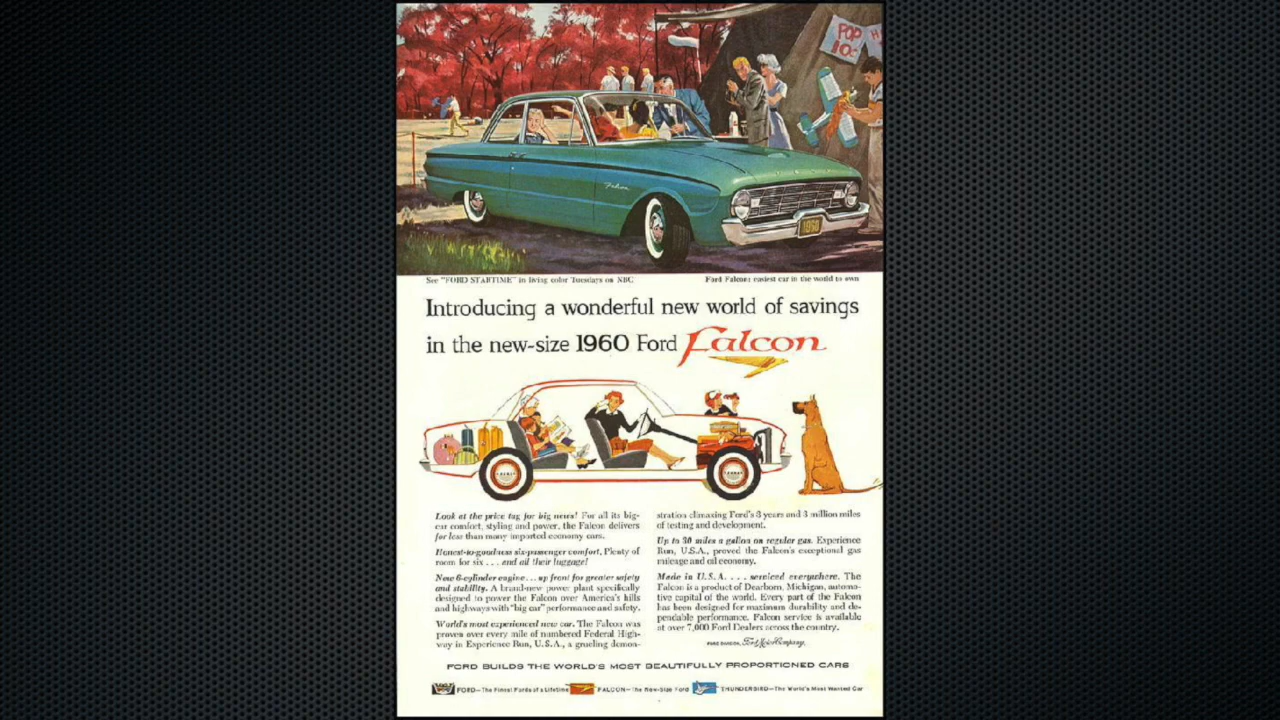 POP
10¢
H
Falcon
1960
See "FORD STARTIME" in living color Tuesdays on NBC
Ford Falcon: easiest car in the world to own
Introducing a wonderful new world of savings
in the new-size 1960 Ford Falcon
Look at the price tag for big news! For all its big-
car comfort, styling and power, the Falcon delivers
for less than many imported economy cars.
Honest-to-goodness six-passenger comfort. Plenty of
room for six . . . and all their luggage!
New 6-cylinder engine . . . up front for greater safety
and stability. A brand-new power plant specifically
designed to power the Falcon over America's hills
and highways with "big car" performance and safety.
World's most experienced new car. The Falcon was
proven over every mile of numbered Federal High-
way in Experience Run, U.S.A., a grueling demon-
stration climaxing Ford's 3 years and 3 million miles
of testing and development.
Up to 30 miles a gallon on regular gas. Experience
Run, U.S.A., proved the Falcon's exceptional gas
mileage and oil economy.
Made in U.S.A. . . . serviced everywhere. The
Falcon is a product of Dearborn, Michigan, automo-
tive capital of the world. Every part of the Falcon
has been designed for maximum durability and de-
pendable performance. Falcon service is available
at over 7,000 Ford Dealers across the country.
FORD DIVISION, Ford Motor Company,
FORD BUILDS THE WORLD'S MOST BEAUTIFULLY PROPORTIONED CARS
FORD—The Finest Fords of a Lifetime FALCON—The New-Size Ford THUNDERBIRD—The World's Most Wanted Car